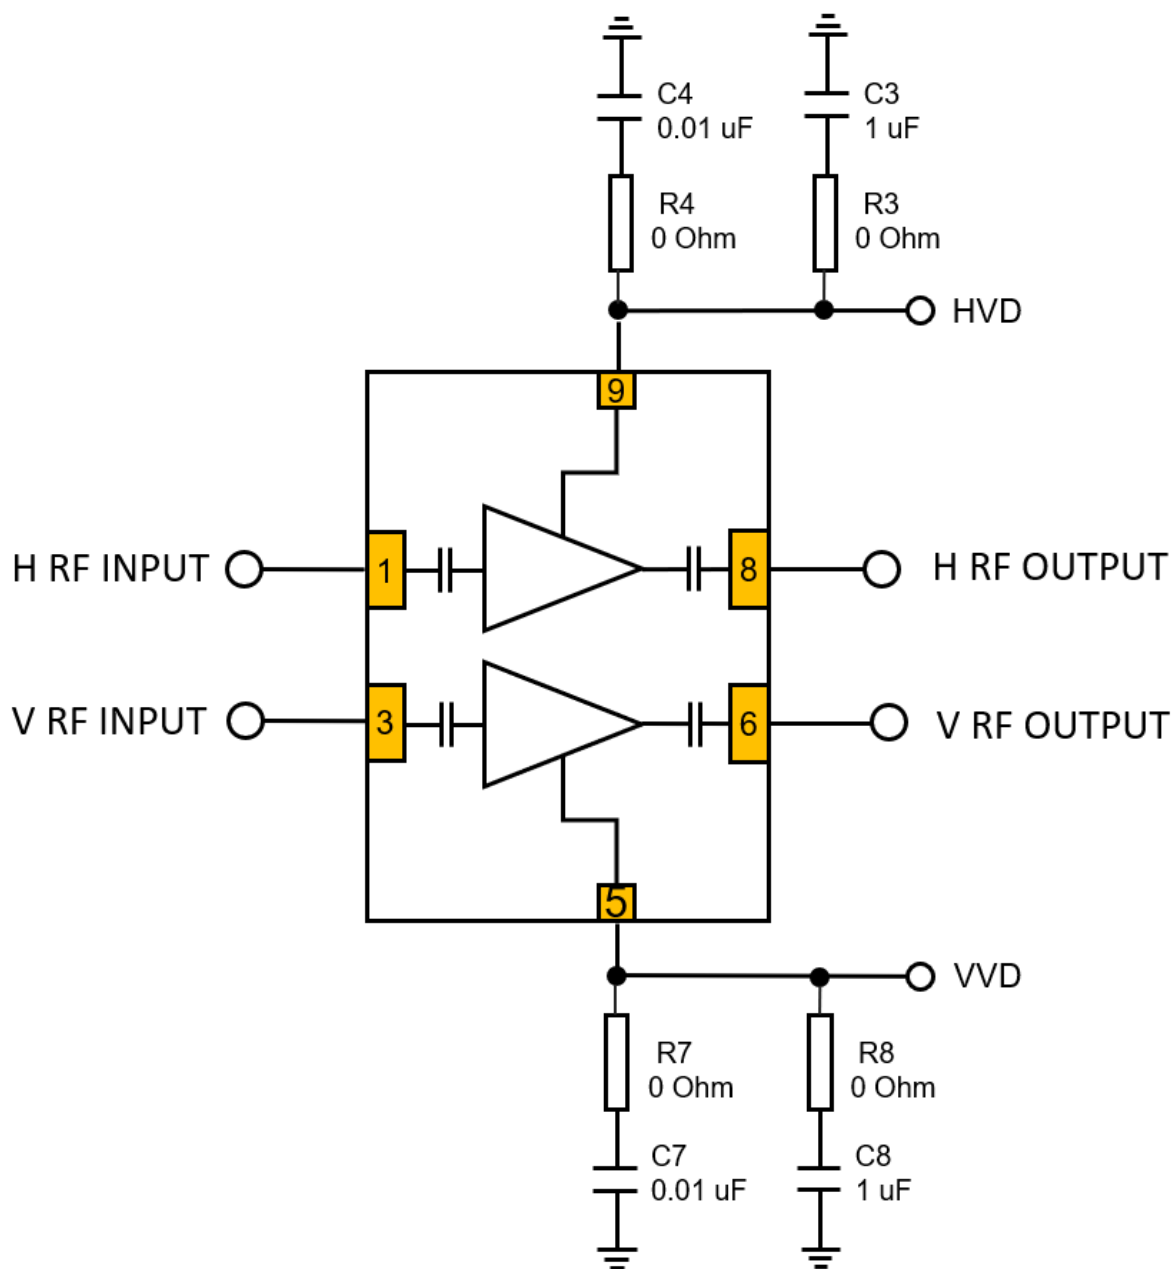 C4
0.01 uF
C3
1 uF
R4
0 Ohm
R3
0 Ohm
HVD
9
H RF INPUT
1
8
H RF OUTPUT
V RF INPUT
3
6
V RF OUTPUT
5
VVD
R7
0 Ohm
R8
0 Ohm
C7
0.01 uF
C8
1 uF